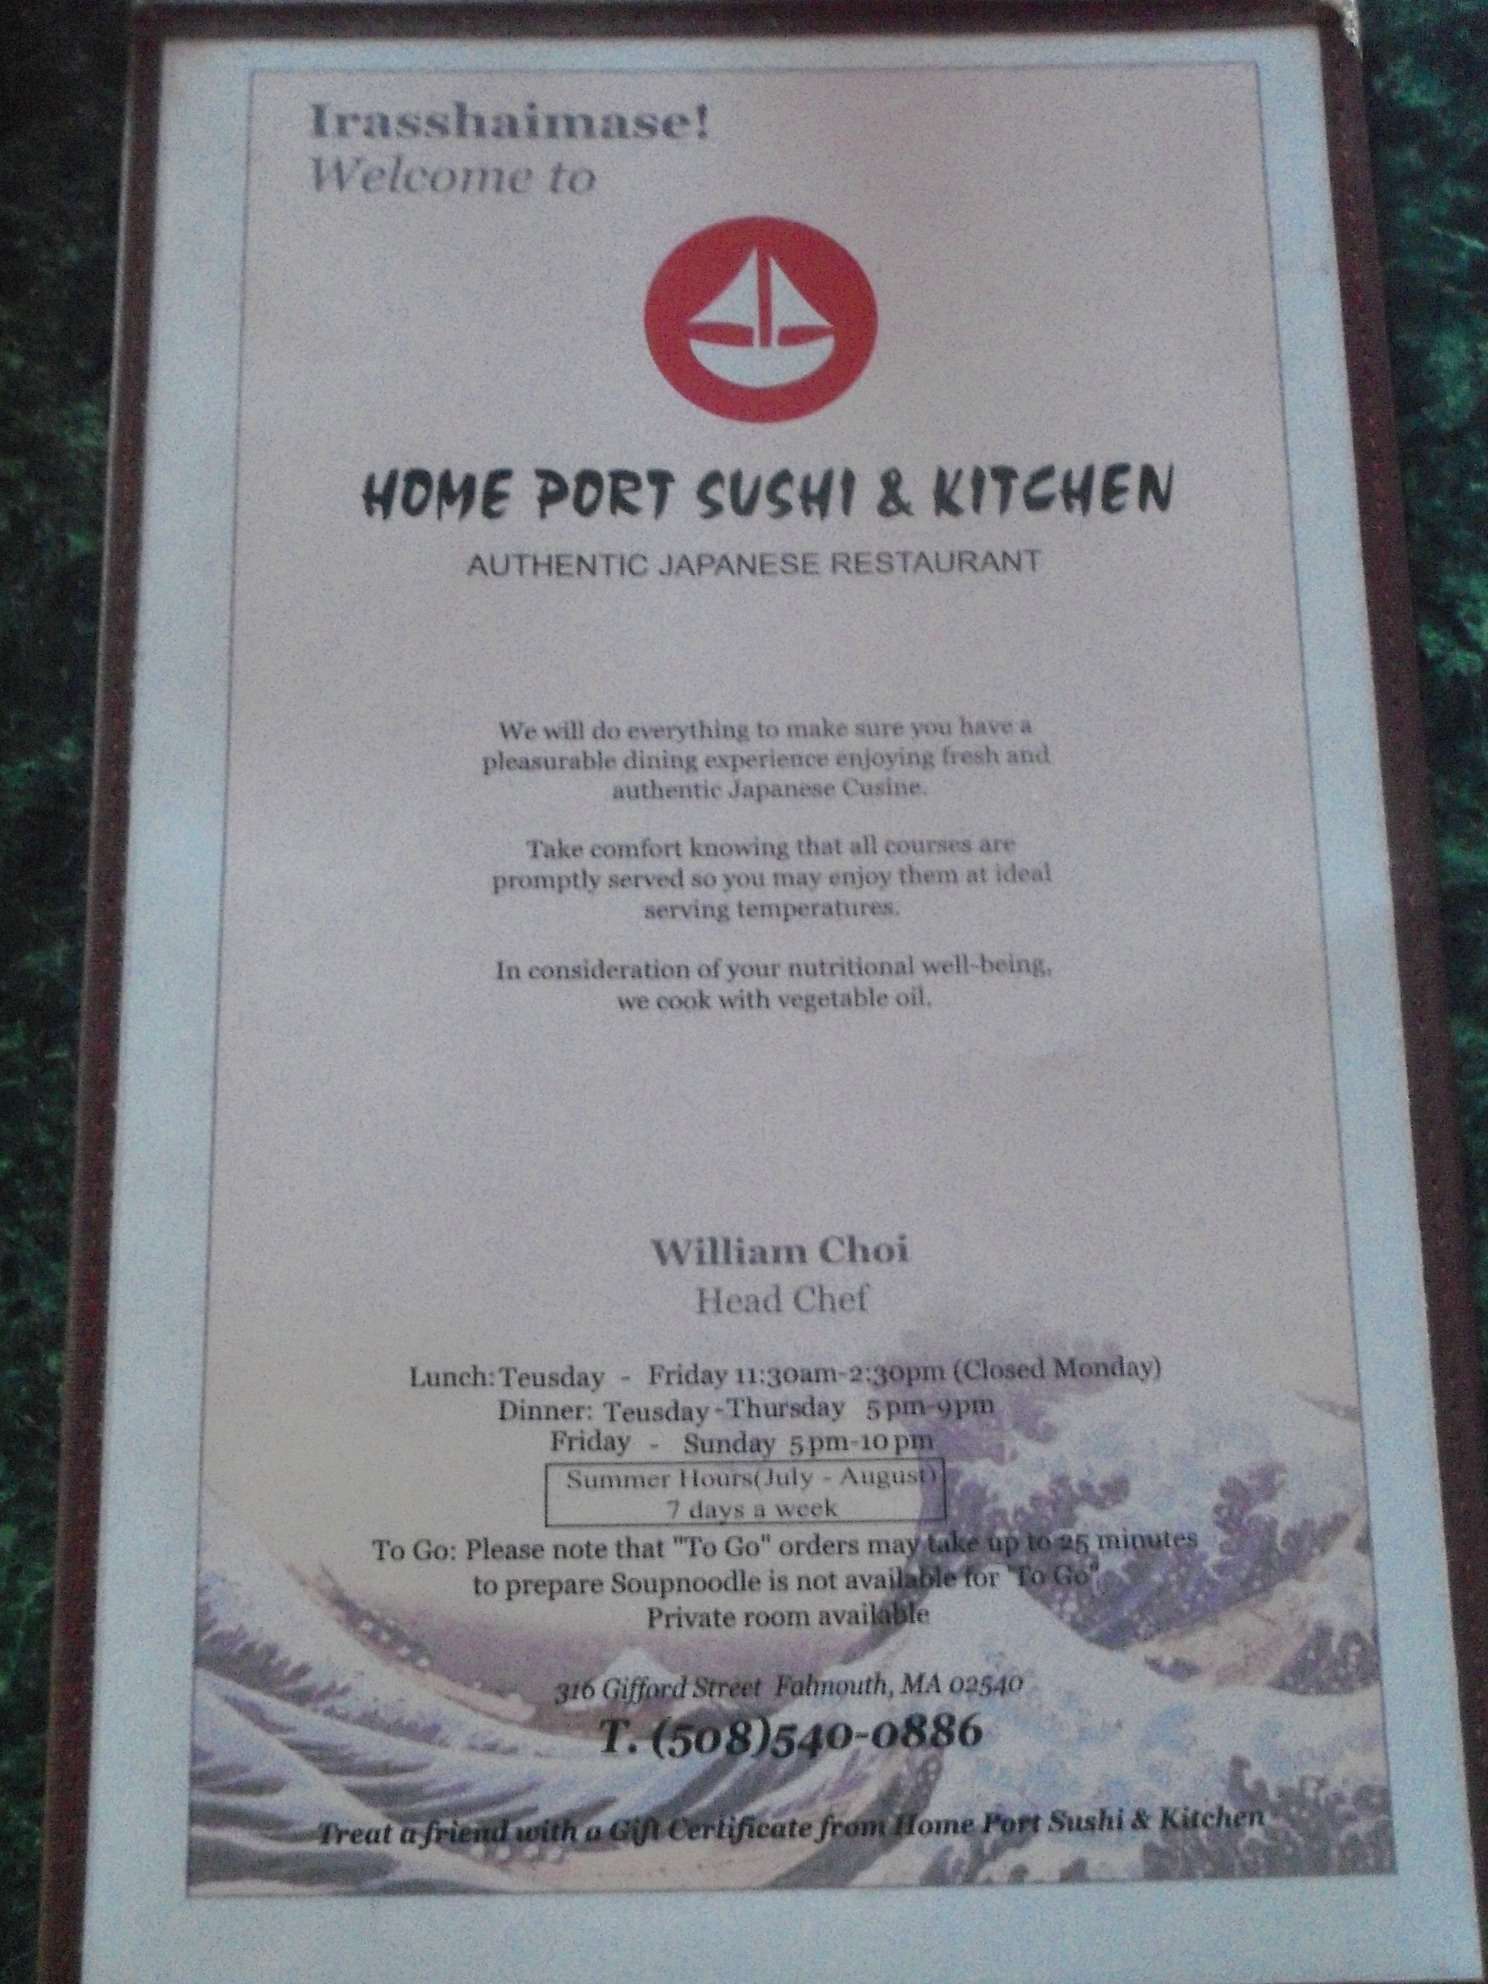 Irasshaimase!
Welcome to
HOME PORT SUSHI & KITCHEN
AUTHENTIC JAPANESE RESTAURANT
We will do everything to make sure you have a
pleasurable dining experience enjoying fresh and
authentic Japanese Cusine.
Take comfort knowing that all courses are
promptly served so you may enjoy them at ideal
serving temperatures.
In consideration of your nutritional well-being,
we cook with vegetable oil.
William Choi
Head Chef
Lunch: Teusday - Friday 11:30am-2:30pm (Closed Monday)
Dinner: Teusday -Thursday 5pm-9pm
Friday - Sunday 5pm-10pm
Summer Hours(July - August)
7 days a week
To Go: Please note that "To Go" orders may take up to 25 minutes
to prepare Soupnoodle is not available for "To Go"
Private room available
316 Gifford Street Falmouth, MA 02540
T. (508)540-0886
Treat a friend with a Gift Certificate from Home Port Sushi & Kitchen